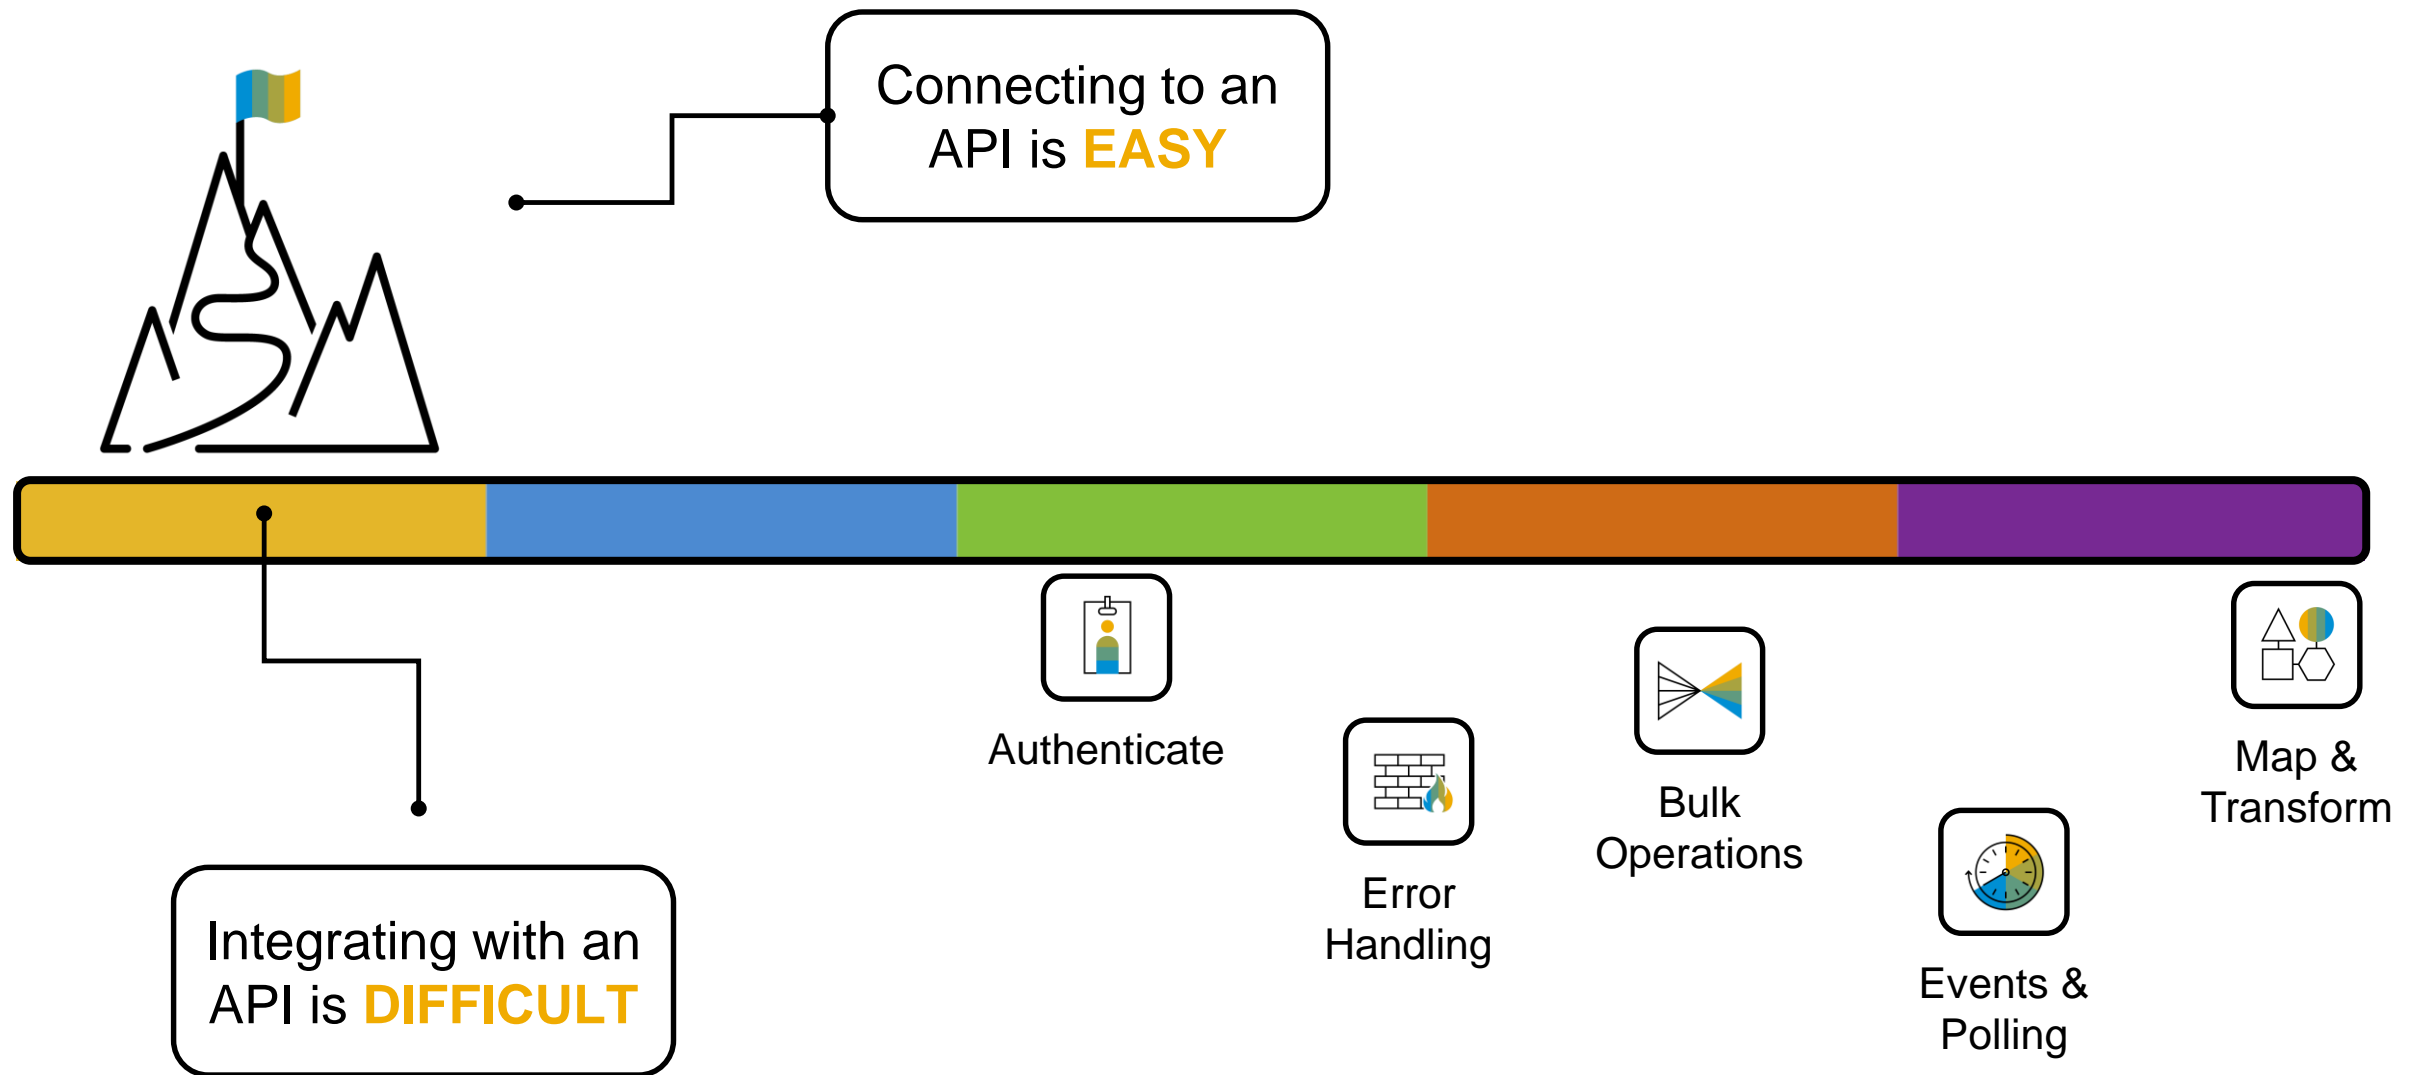 Connecting to an
API is EASY
Authenticate
Error
Handling
Bulk
Operations
Events &
Polling
Map &
Transform
Integrating with an
API is DIFFICULT